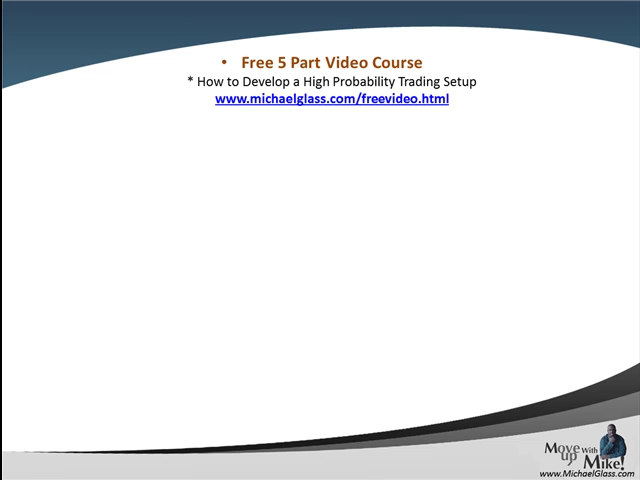 • Free 5 Part Video Course
* How to Develop a High Probability Trading Setup
www.michaelglass.com/freevideo.html
Move up With Mike!
www.MichaelGlass.com